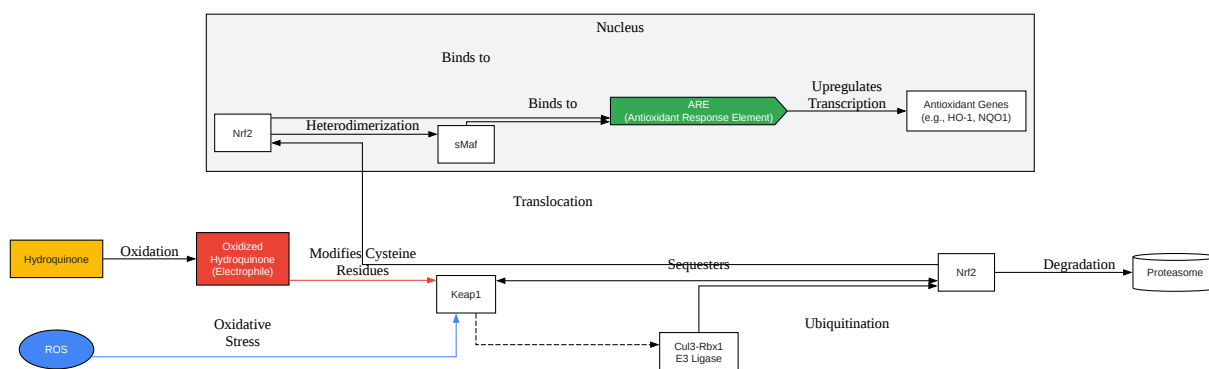 Nucleus
Binds to
Upregulates
Transcription
Binds to
ARE
(Antioxidant Response Element)
Antioxidant Genes
(e.g., HO-1, NQO1)
Nrf2
Heterodimerization
sMaf
Translocation
Hydroquinone
Oxidation
Oxidized
Hydroquinone
(Electrophile)
Modifies Cysteine
Residues
Sequesters
Nrf2
Degradation
Proteasome
Keap1
Oxidative
Stress
Ubiquitination
ROS
Cul3-Rbx1
E3 Ligase